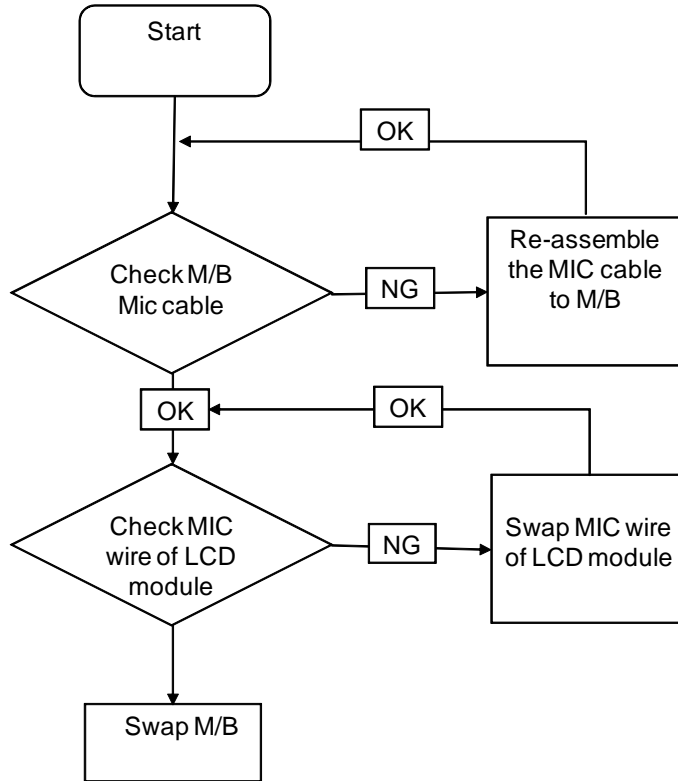 Start
OK
Check M/B
Mic cable
NG
Re-assemble
the MIC cable
to M/B
OK
OK
Check MIC
wire of LCD
module
NG
Swap MIC wire
of LCD module
Swap M/B